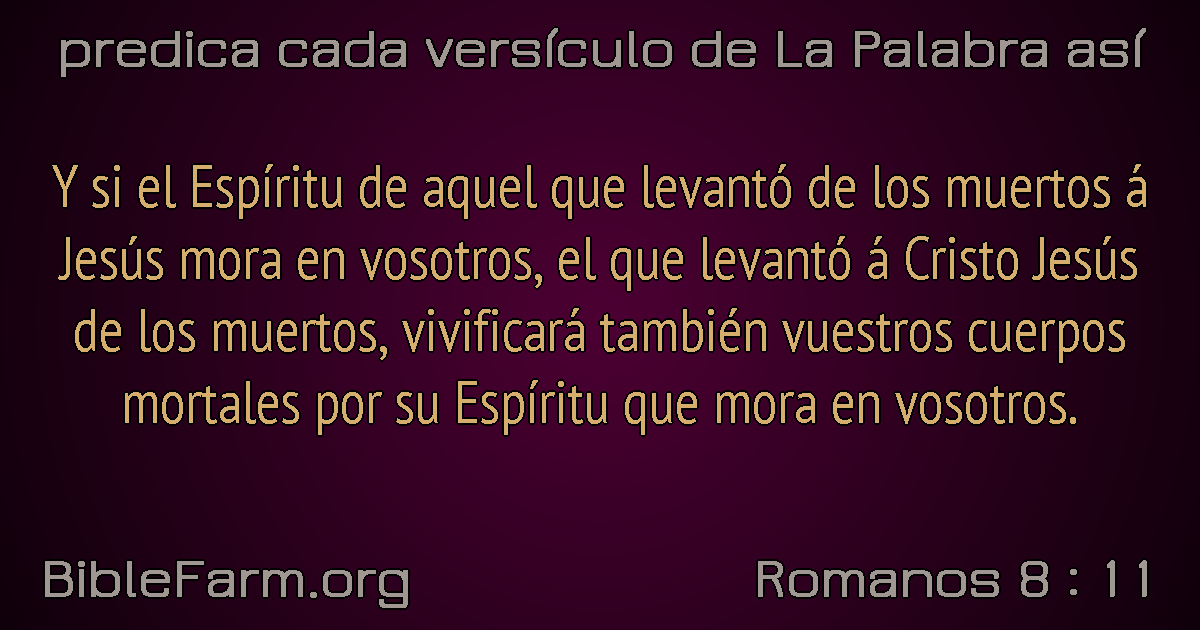 predica cada versículo de La Palabra así
Y si el Espíritu de aquel que levantó de los muertos á
Jesús mora en vosotros, el que levantó á Cristo Jesús
de los muertos, vivificará también vuestros cuerpos
mortales por su Espíritu que mora en vosotros.
BibleFarm.org
Romanos 8 : 11